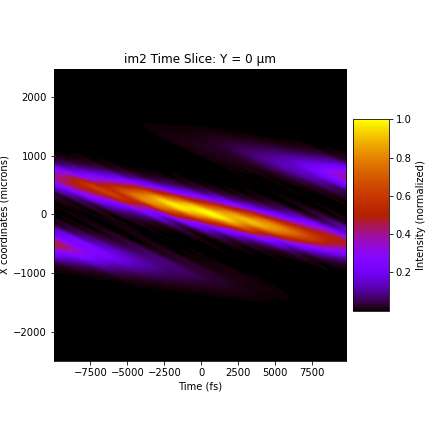 im2 Time Slice: Y = 0 μm
X coordinates (microns)
2000
1000
0
−1000
−2000
−7500 −5000 −2500 0 2500 5000 7500
Time (fs)
1.0
0.8
0.6
0.4
0.2
Intensity (normalized)